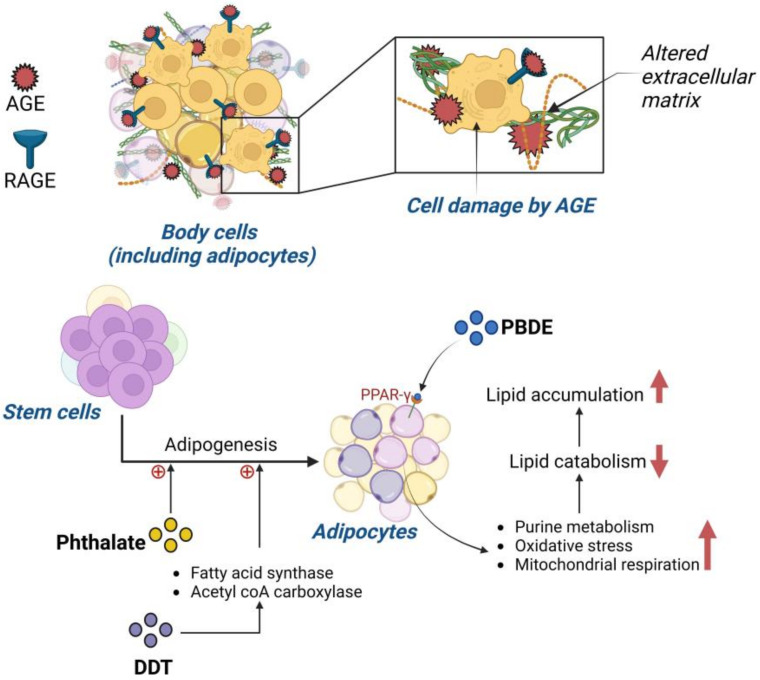 AGE
RAGE
Altered
extracellular
matrix
Cell damage by AGE
Body cells
(including adipocytes)
PBDE
PPAR-γ
Stem cells
Adipogenesis
Lipid accumulation
Lipid catabolism
Adipocytes
• Purine metabolism
• Oxidative stress
• Mitochondrial respiration
Phthalate
• Fatty acid synthase
• Acetyl coA carboxylase
DDT